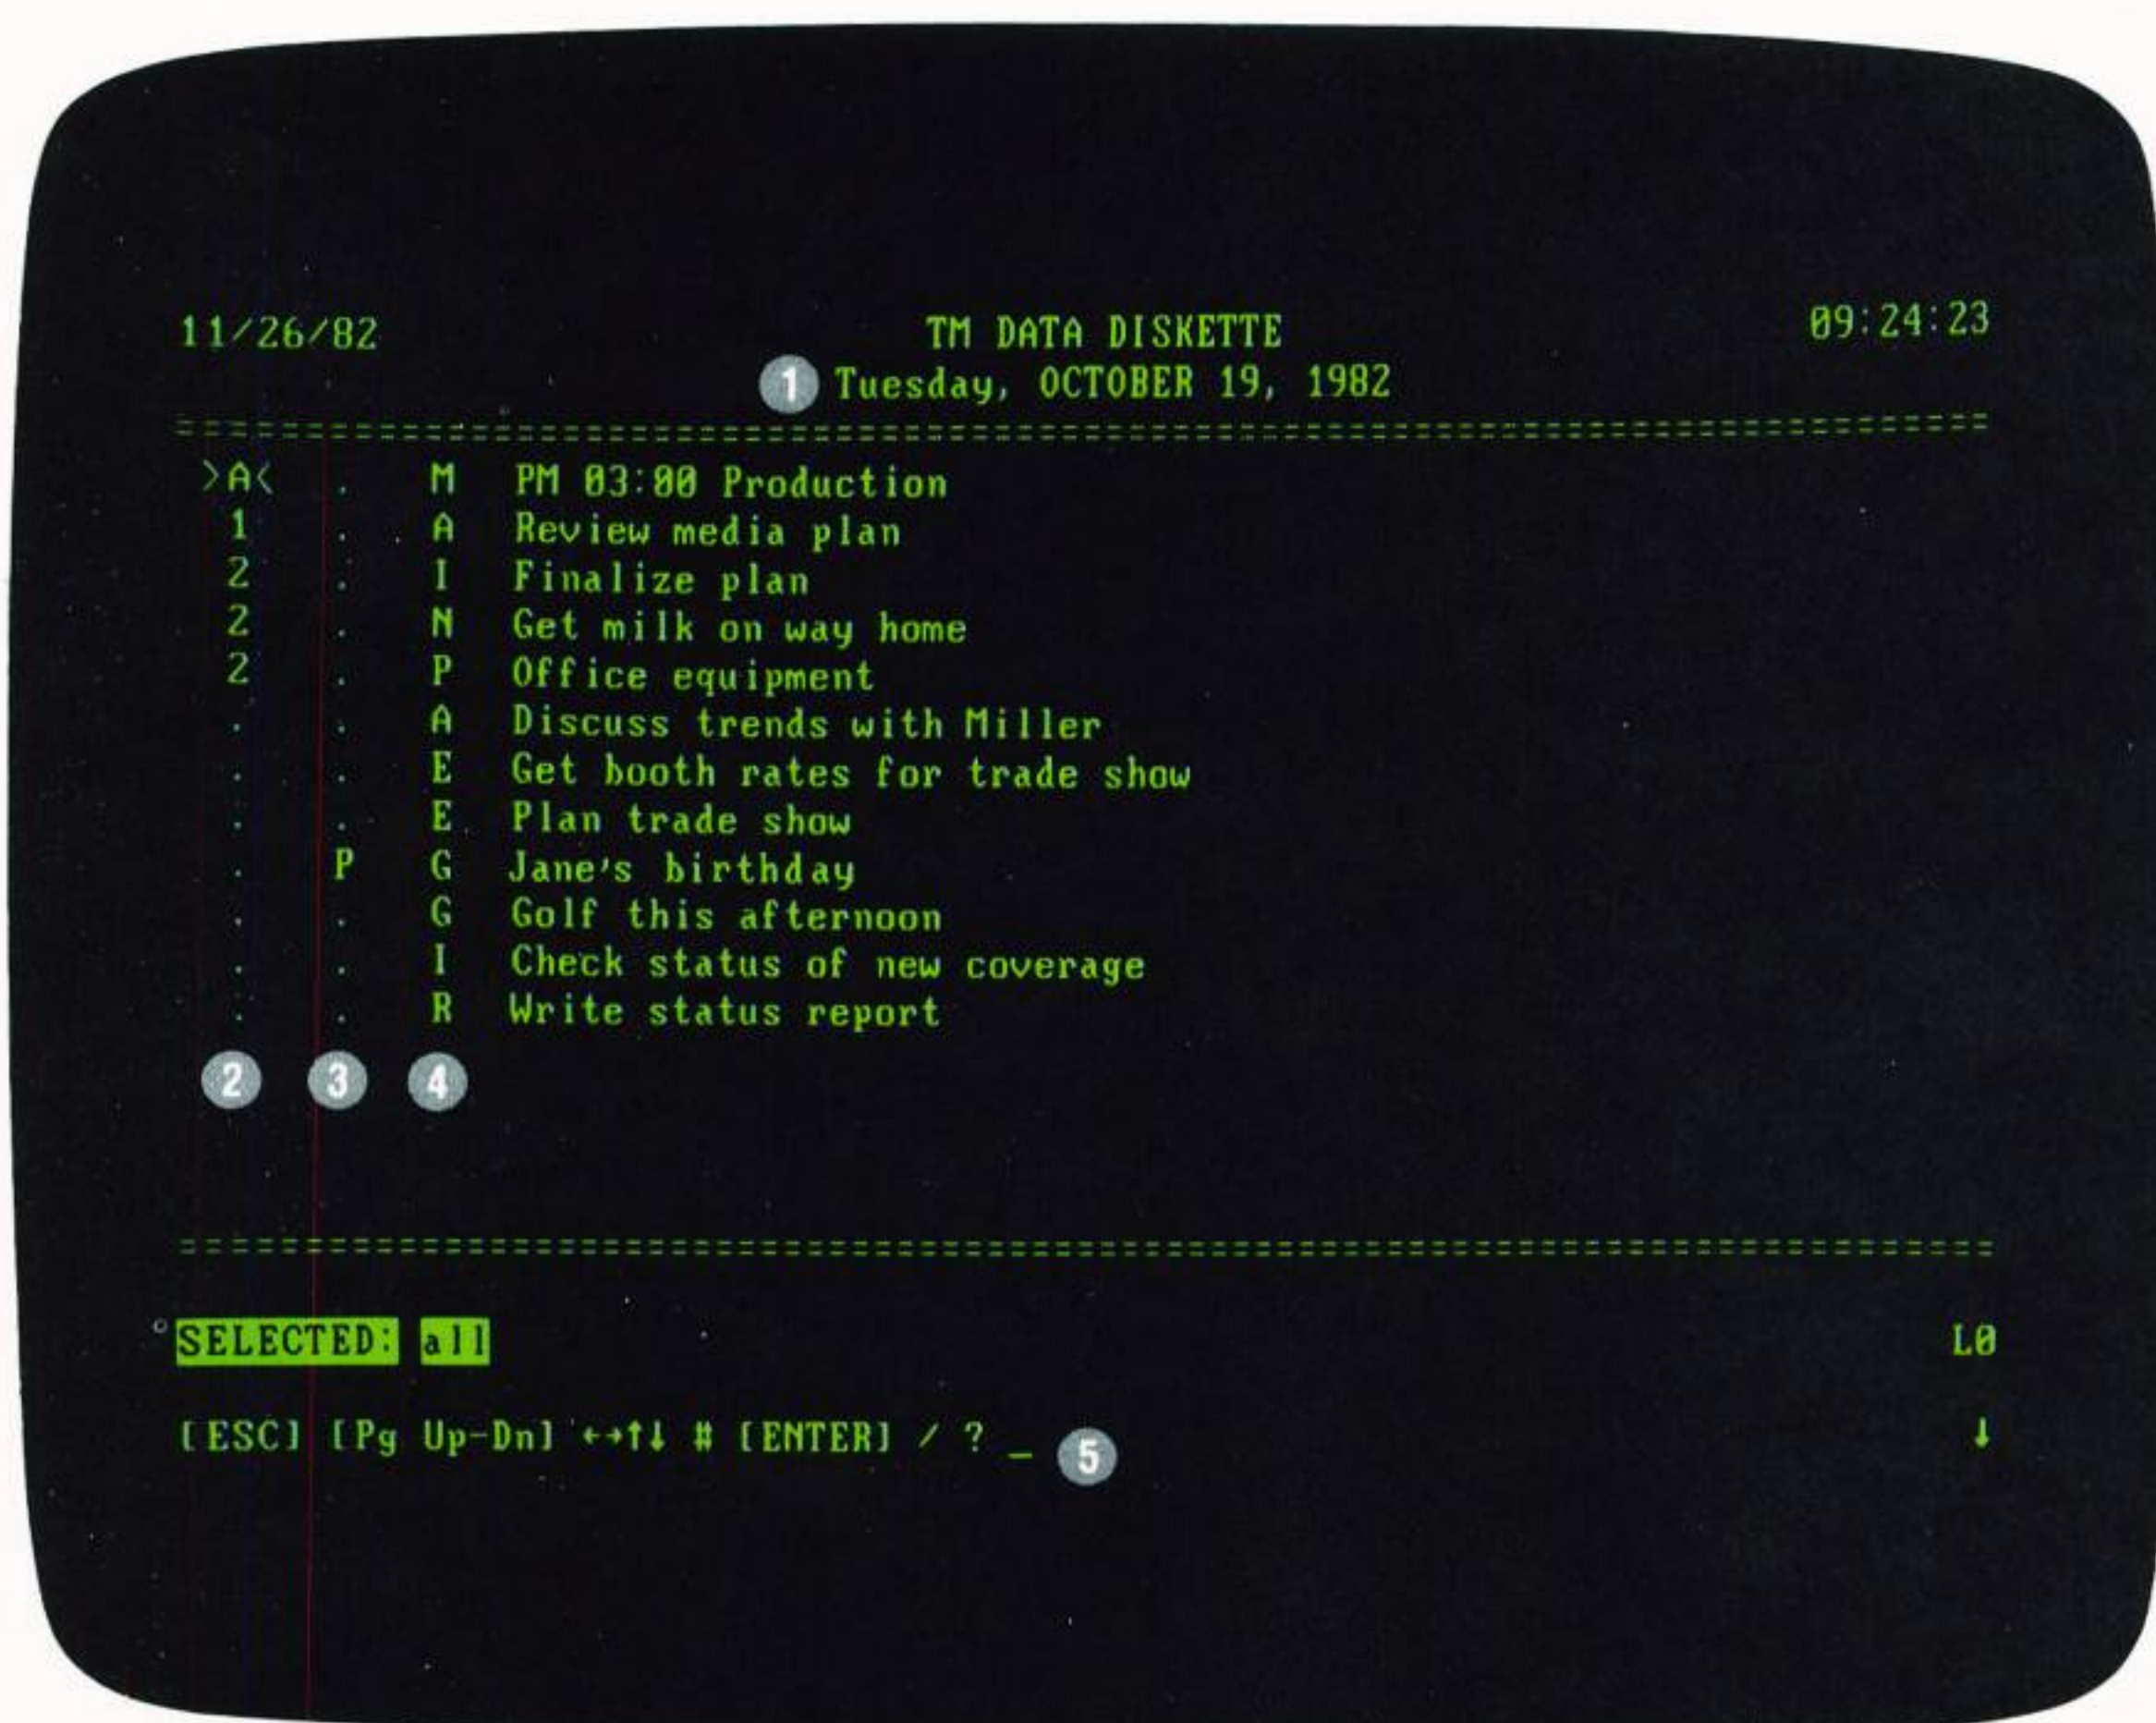 11/26/82 TM DATA DISKETTE 09:24:23
1 Tuesday, OCTOBER 19, 1982
>A< . M PM 03:00 Production
1 . A Review media plan
2 . I Finalize plan
2 . N Get milk on way home
2 . P Office equipment
. . A Discuss trends with Miller
. . E Get booth rates for trade show
. . E Plan trade show
. P G Jane's birthday
. . G Golf this afternoon
. . I Check status of new coverage
. . R Write status report
2 3 4
SELECTED: all L0
[ESC] [Pg Up-Dn] ←→↑↓ # [ENTER] / ? _ 5 ↓